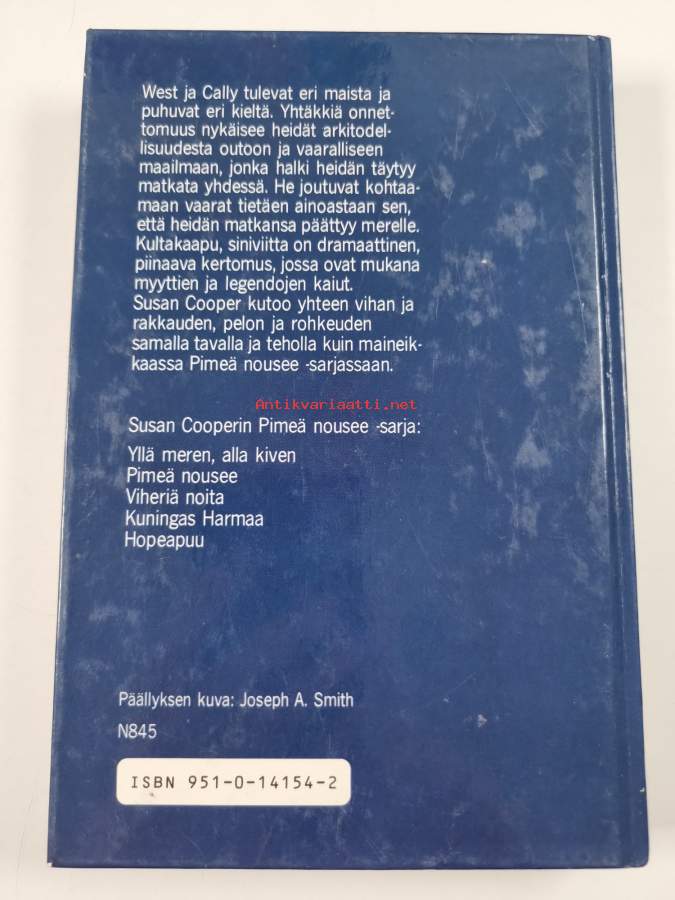 West ja Cally tulevat eri maista ja
puhuvat eri kieltä. Yhtäkkiä onnet-
tomuus nykäisee heidät arkitodel-
lisuudesta outoon ja vaaralliseen
maailmaan, jonka halki heidän täytyy
matkata yhdessä. He joutuvat kohtaa-
maan vaarat tietäen ainoastaan sen,
että heidän matkansa päättyy merelle.
Kultakaapu, siniviitta on dramaattinen,
piinaava kertomus, jossa ovat mukana
myyttien ja legendojen kaiut.
Susan Cooper kutoo yhteen vihan ja
rakkauden, pelon ja rohkeuden
samalla tavalla ja teholla kuin maineik-
kaassa Pimeä nousee -sarjassaan.
Antikvariaatti.net
Susan Cooperin Pimeä nousee -sarja:
Yllä meren, alla kiven
Pimeä nousee
Viheriä noita
Kuningas Harmaa
Hopeapuu
Päällyksen kuva: Joseph A. Smith
N845
ISBN 951-0-14154-2